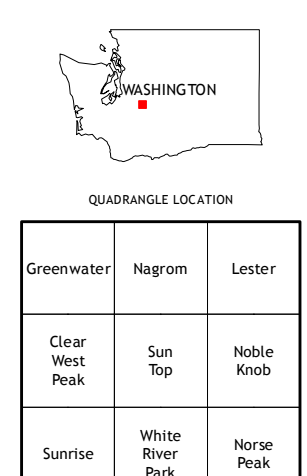 WASHINGTON
QUADRANGLE LOCATION
Greenwater Nagrom Lester
Clear
West
Peak
Sun
Top
Noble
Knob
Sunrise
White
River
Park
Norse
Peak